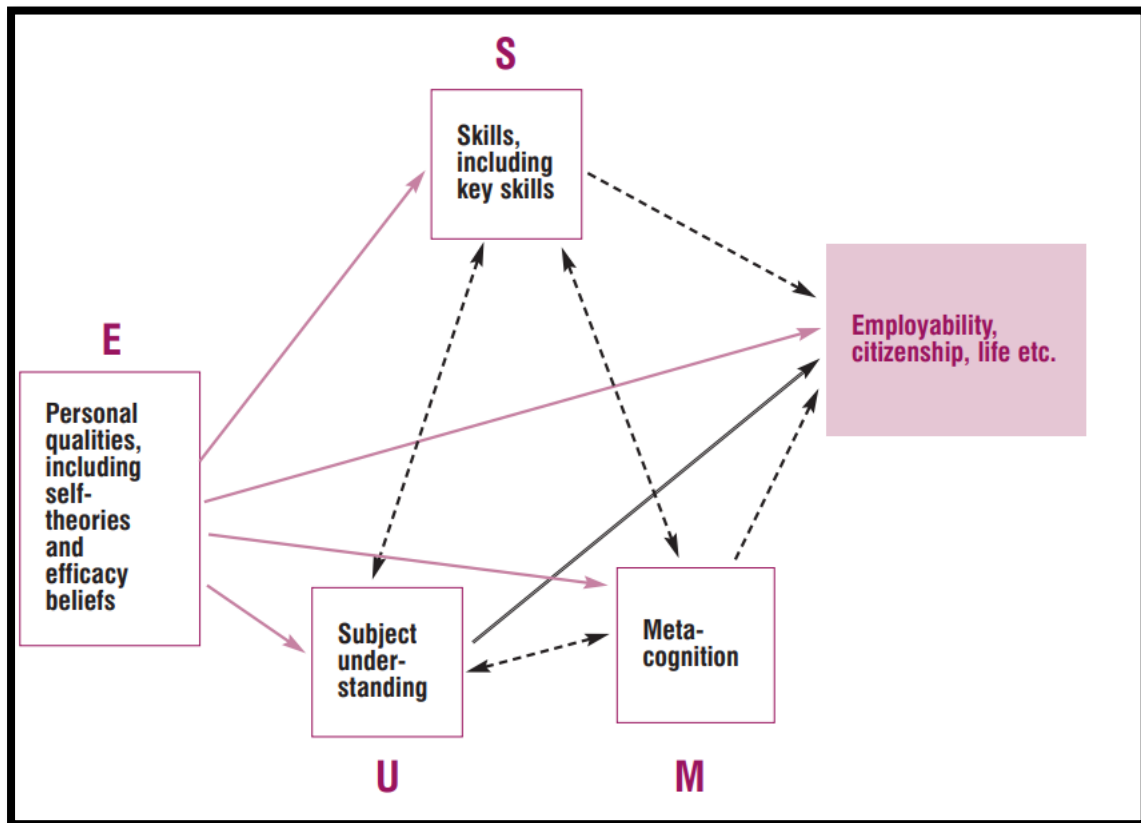 S
Skills,
including
key skills
Employability,
citizenship, life etc.
E
Personal
qualities,
including
self-
theories
and
efficacy
beliefs
Subject
under-
standing
U
Meta-
cognition
M